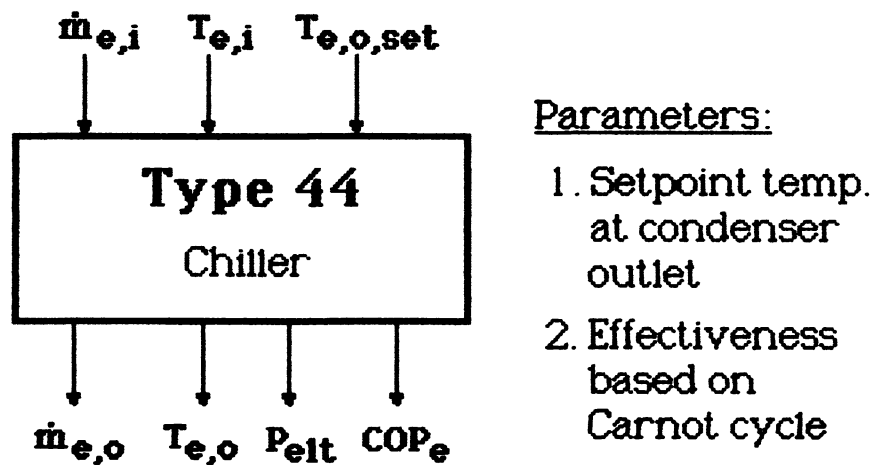 ṁe,i Te,i Te,o,set
Type 44
Chiller
ṁe,o Te,o Pelt COPe
Parameters:
1. Setpoint temp.
at condenser
outlet
2. Effectiveness
based on
Carnot cycle